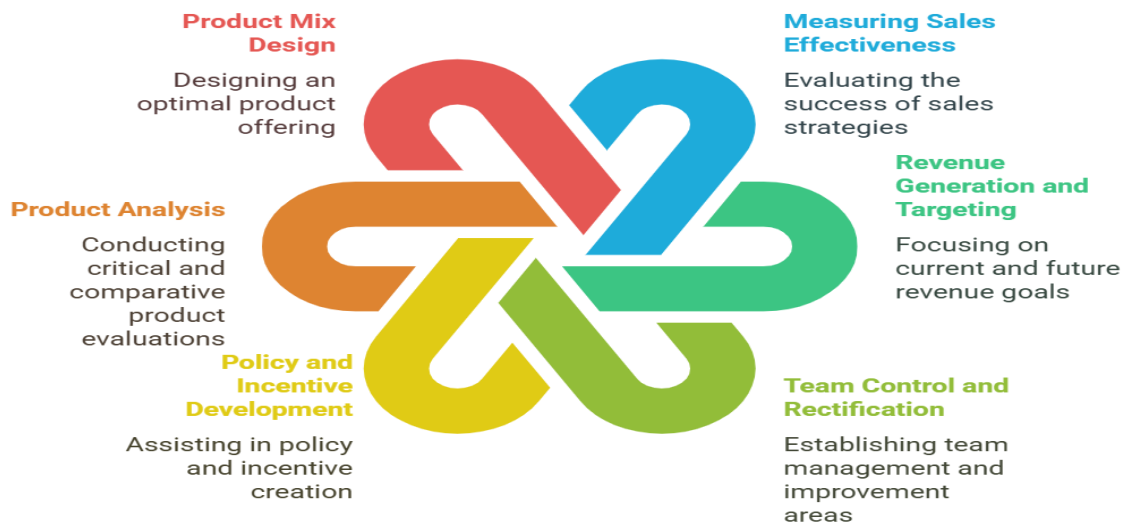 Product Mix
Design
Designing an
optimal product
offering
Measuring Sales
Effectiveness
Evaluating the
success of sales
strategies
Product Analysis
Conducting
critical and
comparative
product
evaluations
Revenue
Generation and
Targeting
Focusing on
current and future
revenue goals
Policy and
Incentive
Development
Assisting in policy
and incentive
creation
Team Control and
Rectification
Establishing team
management and
improvement
areas